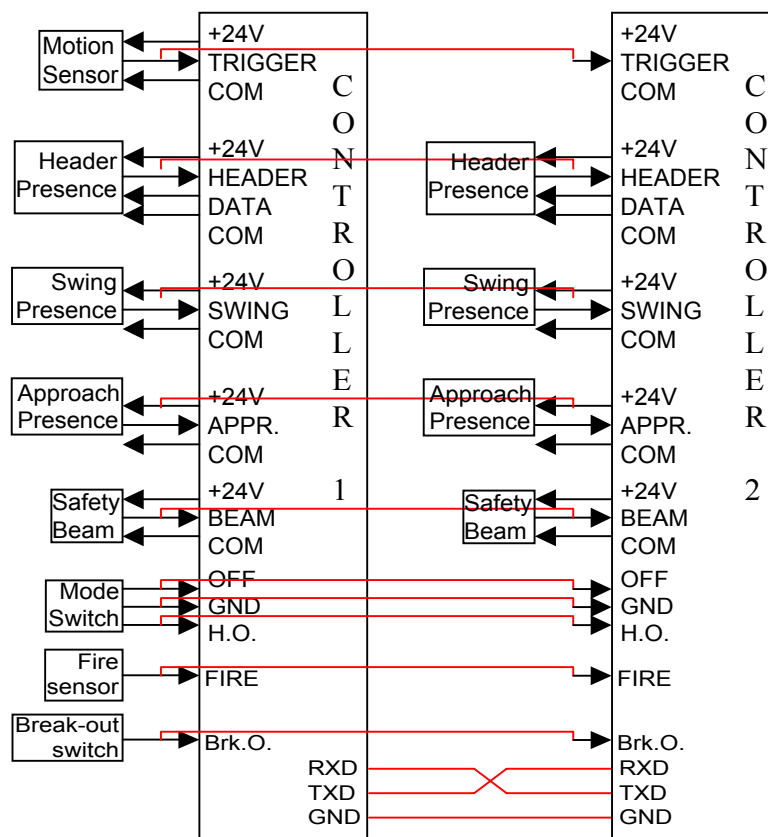 Motion
Sensor
+24V
TRIGGER
COM
Header
Presence
+24V
HEADER
DATA
COM
Swing
Presence
+24V
SWING
COM
Approach
Presence
+24V
APPR.
COM
Safety
Beam
+24V
BEAM
COM
Mode
Switch
OFF
GND
H.O.
Fire
sensor
FIRE
Break-out
switch
Brk.O.
RXD
TXD
GND
C
O
N
T
R
O
L
L
E
R
1
+24V
TRIGGER
COM
Header
Presence
+24V
HEADER
DATA
COM
Swing
Presence
+24V
SWING
COM
Approach
Presence
+24V
APPR.
COM
Safety
Beam
+24V
BEAM
COM
OFF
GND
H.O.
FIRE
Brk.O.
RXD
TXD
GND
C
O
N
T
R
O
L
L
E
R
2